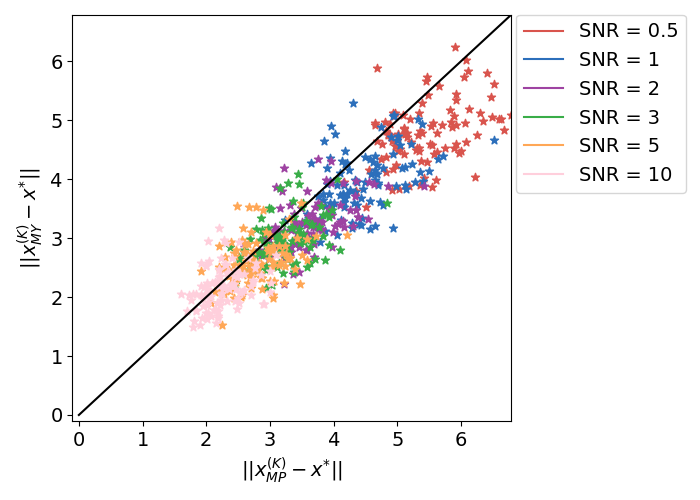 SNR = 0.5
SNR = 1
SNR = 2
SNR = 3
SNR = 5
SNR = 10
6
5
4
3
2
1
0
0 1 2 3 4 5 6
||x_{MY}^{(K)} − x^*||
||x_{MP}^{(K)} − x^*||